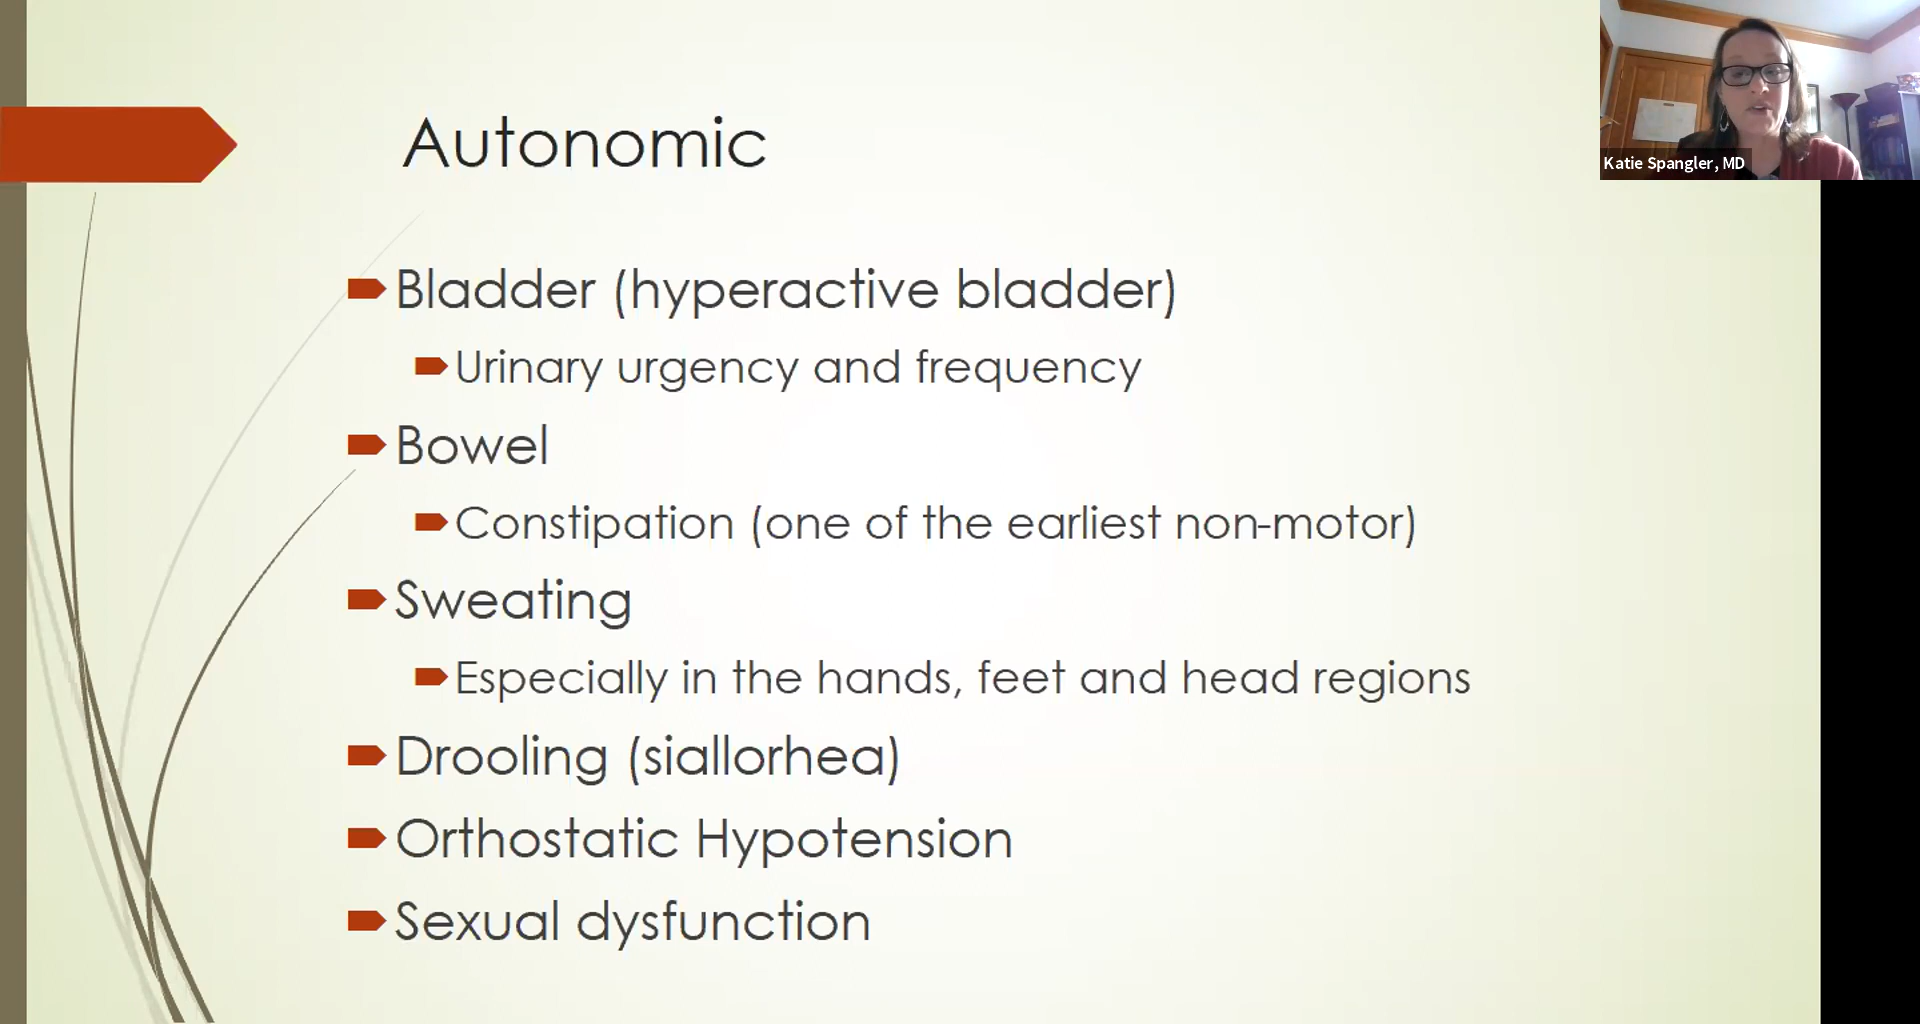 Autonomic
Katie Spangler, MD
Bladder (hyperactive bladder)
Urinary urgency and frequency
Bowel
Constipation (one of the earliest non-motor)
Sweating
Especially in the hands, feet and head regions
Drooling (siallorhea)
Orthostatic Hypotension
Sexual dysfunction